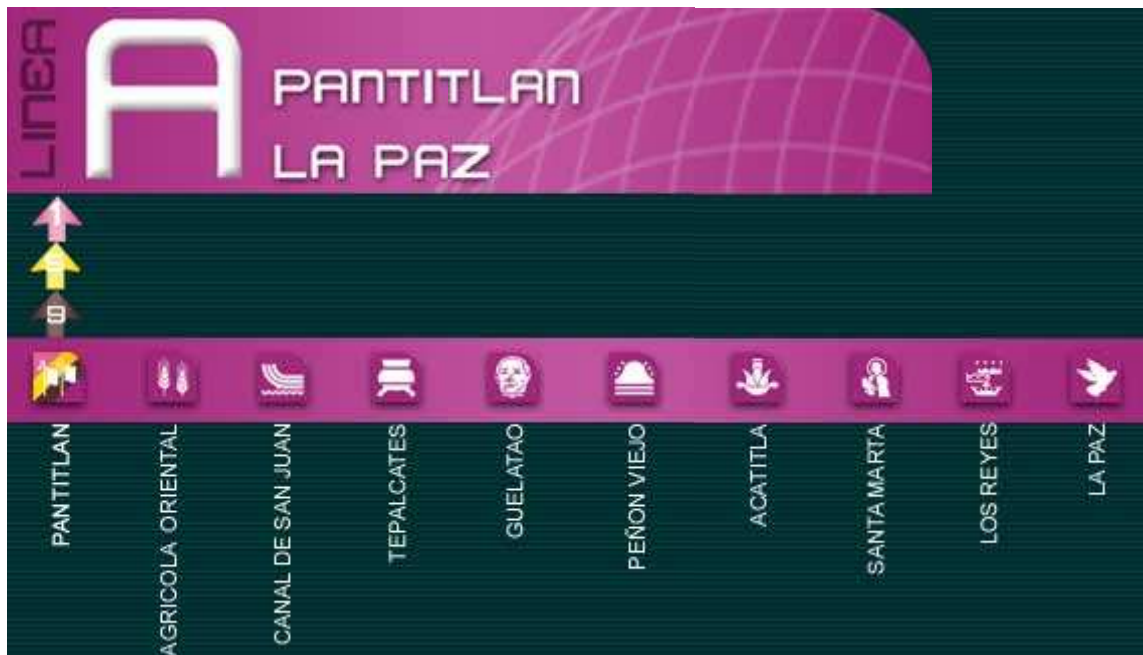 LINEA
A
PANTITLAN
LA PAZ
1
5
9
PANTITLAN
AGRICOLA ORIENTAL
CANAL DE SAN JUAN
TEPALCATES
GUELATAO
PEÑON VIEJO
ACATITLA
SANTA MARTA
LOS REYES
LA PAZ